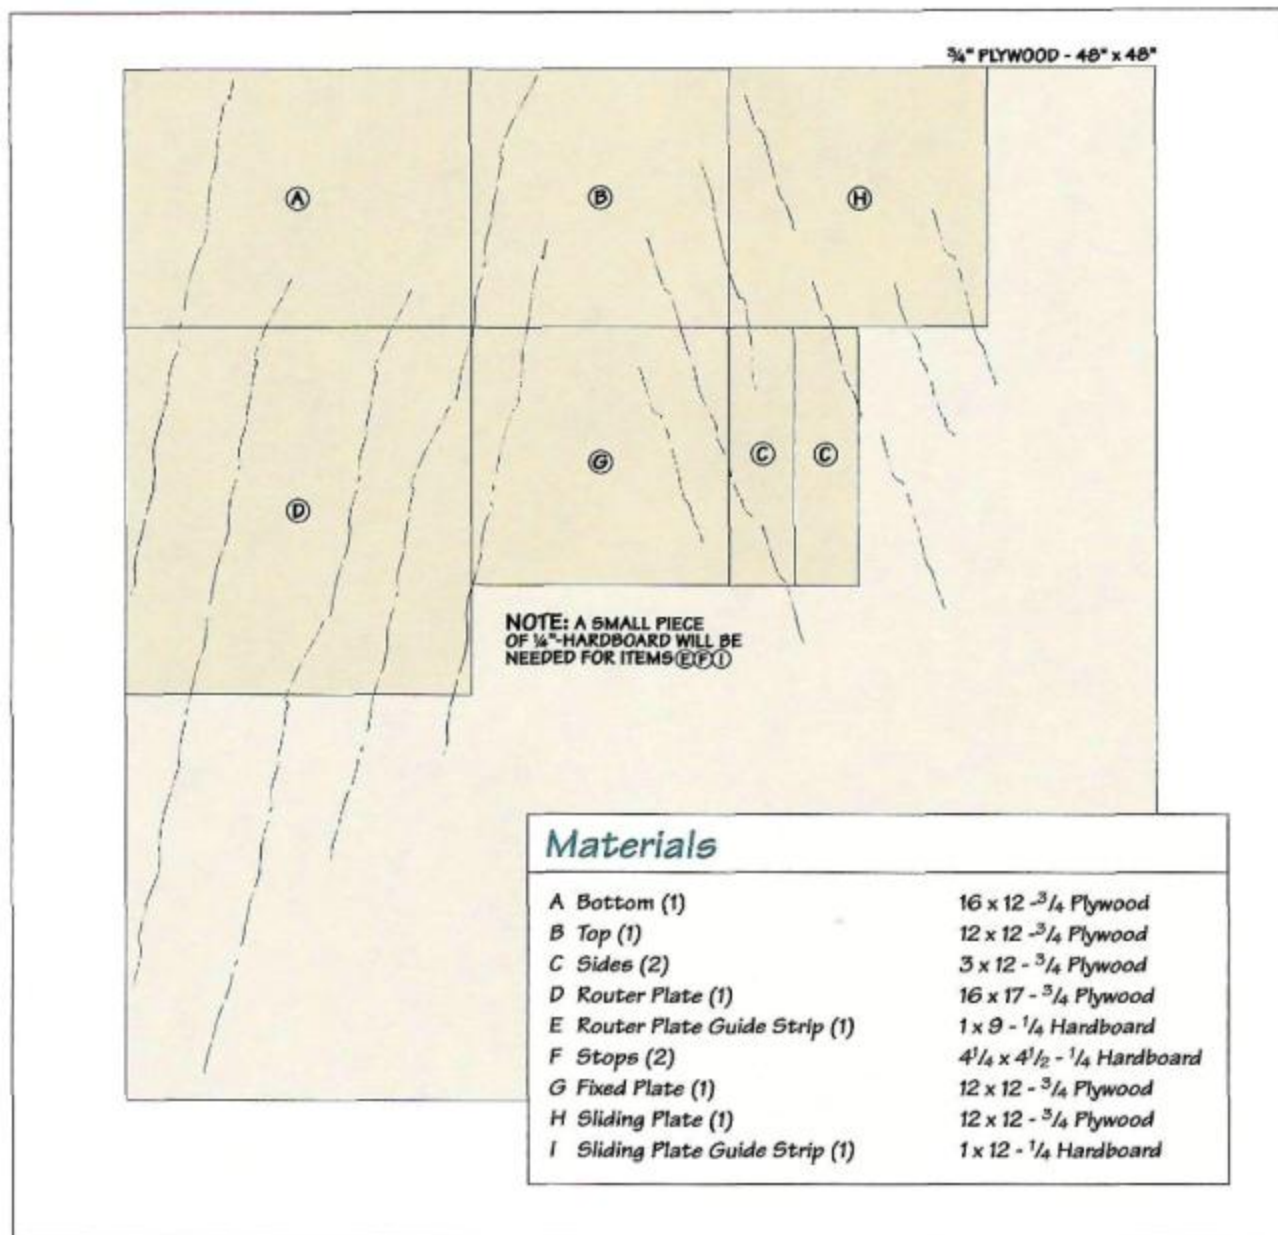 ¾" PLYWOOD - 48" x 48"
Ⓐ
Ⓑ
Ⓗ
Ⓒ
Ⓒ
Ⓖ
Ⓓ
NOTE: A SMALL PIECE
OF ¼"-HARDBOARD WILL BE
NEEDED FOR ITEMS ⒺⒻⒾ
Materials
A Bottom (1) 16 x 12 - ¾ Plywood
B Top (1) 12 x 12 - ¾ Plywood
C Sides (2) 3 x 12 - ¾ Plywood
D Router Plate (1) 16 x 17 - ¾ Plywood
E Router Plate Guide Strip (1) 1 x 9 - ¼ Hardboard
F Stops (2) 4¼ x 4½ - ¼ Hardboard
G Fixed Plate (1) 12 x 12 - ¾ Plywood
H Sliding Plate (1) 12 x 12 - ¾ Plywood
I Sliding Plate Guide Strip (1) 1 x 12 - ¼ Hardboard